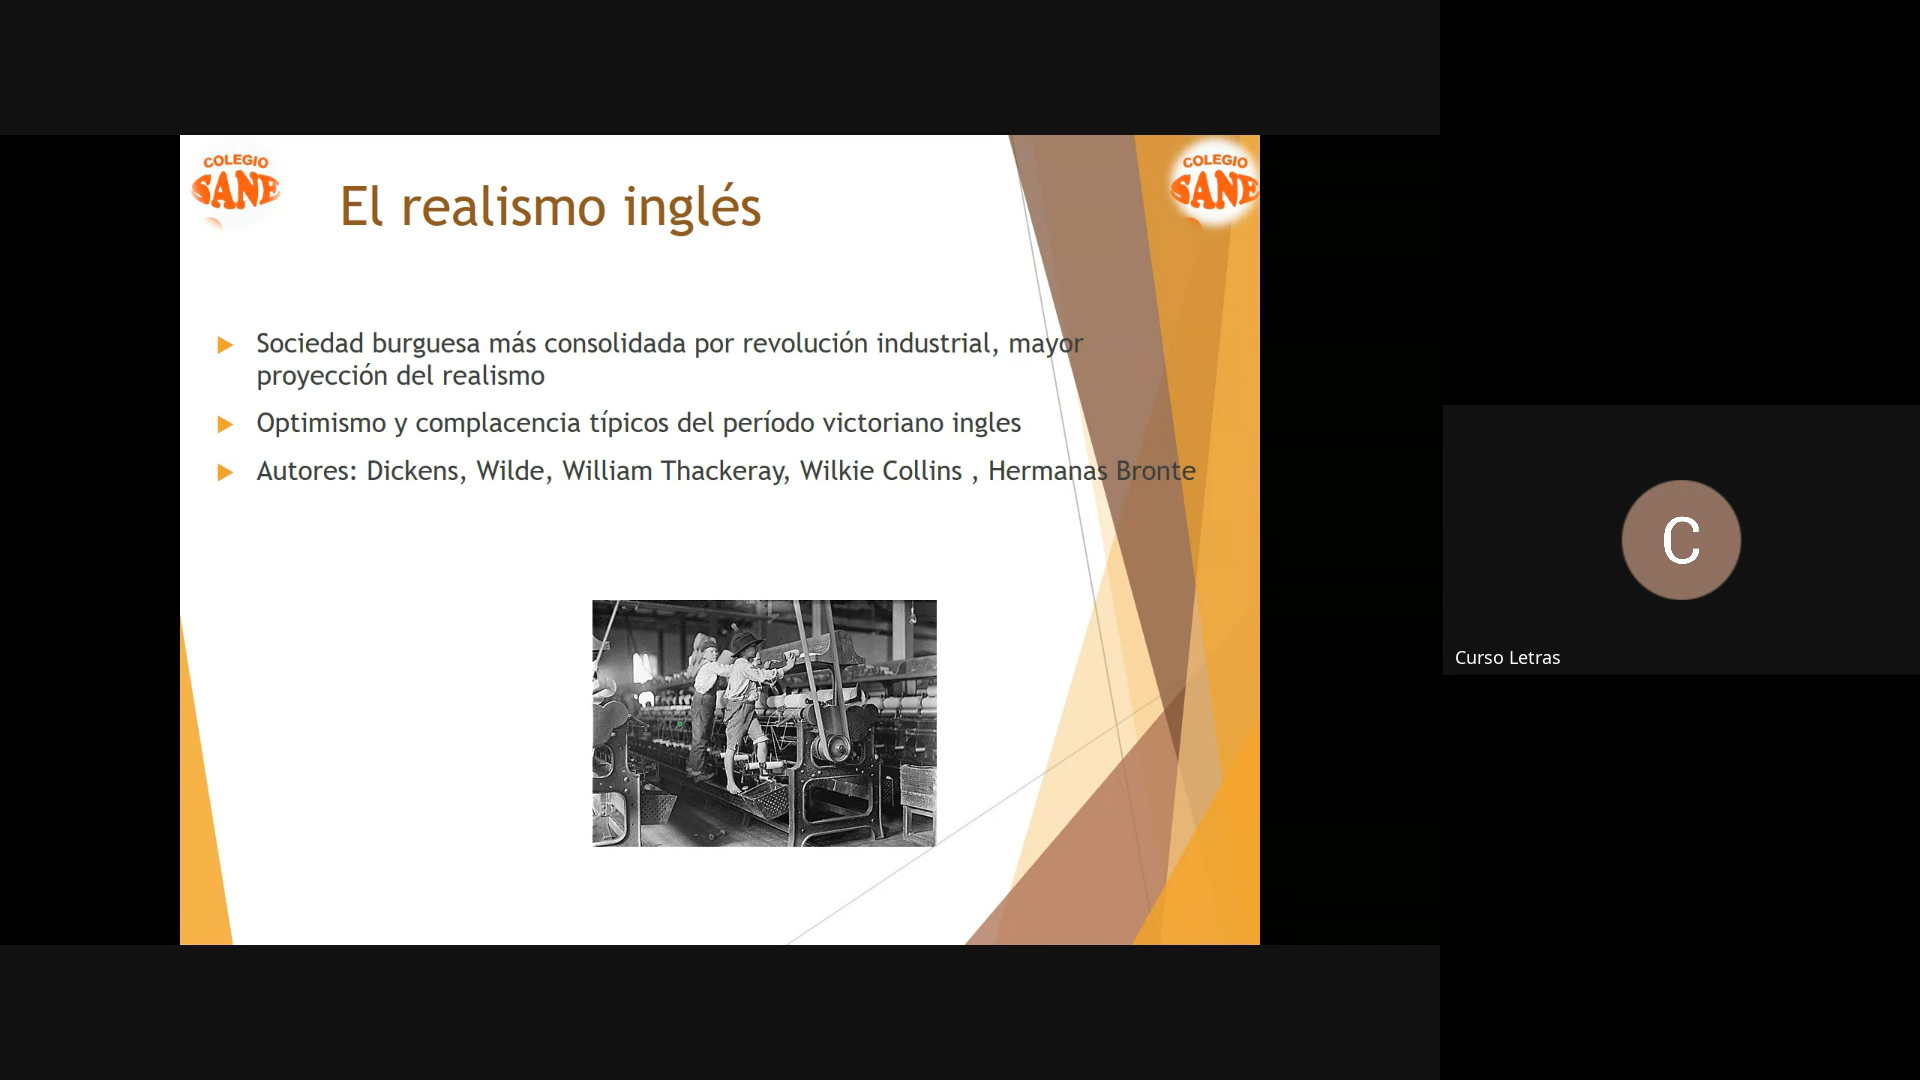 COLEGIO
SANE
COLEGIO
SANE
El realismo inglés
Sociedad burguesa más consolidada por revolución industrial, mayor
proyección del realismo
Optimismo y complacencia típicos del período victoriano ingles
Autores: Dickens, Wilde, William Thackeray, Wilkie Collins , Hermanas Bronte
C
Curso Letras